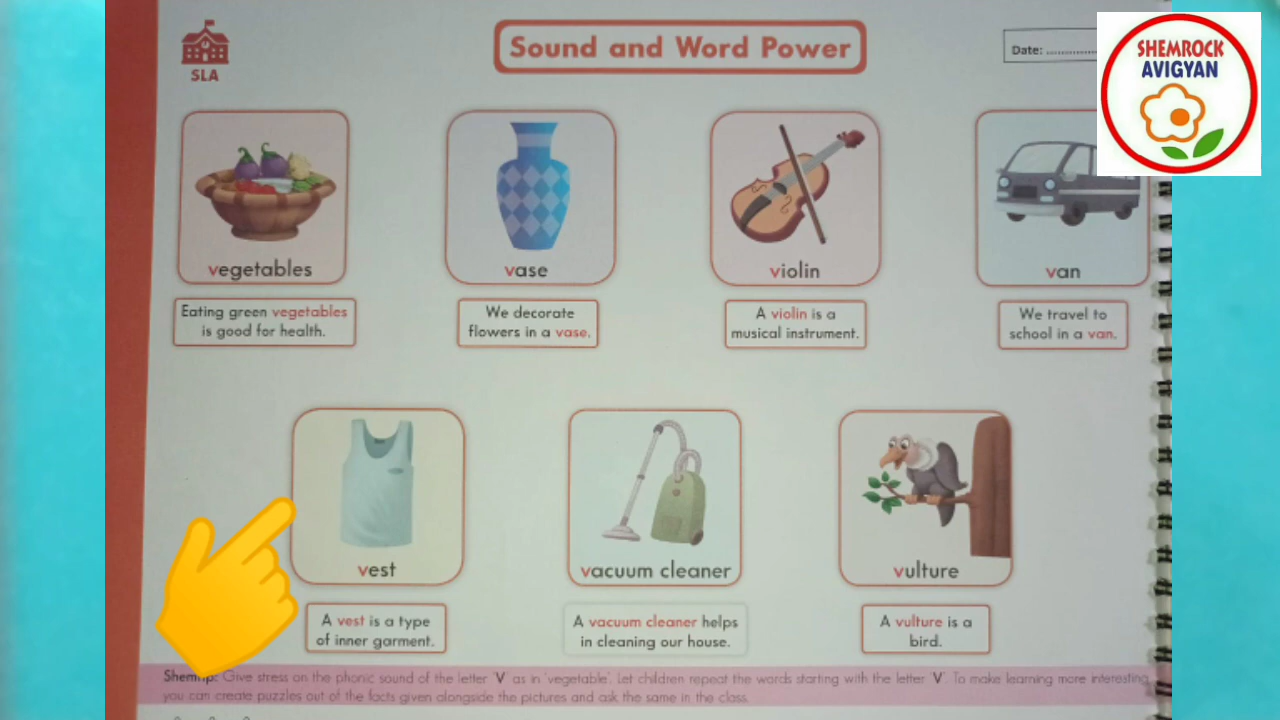 SLA
Sound and Word Power
Date: ................
SHEMROCK
AVIGYAN
vegetables
vase
violin
van
Eating green vegetables
is good for health.
We decorate
flowers in a vase.
A violin is a
musical instrument.
We travel to
school in a van.
vest
vacuum cleaner
vulture
A vest is a type
of inner garment.
A vacuum cleaner helps
in cleaning our house.
A vulture is a
bird.
Give stress on the phonic sound of the letter 'V' as in 'vegetable'. Let children repeat the words starting with the letter 'V'. To make learning more interesting,
you can create puzzles out of the facts given alongside the pictures and ask the same in the class.